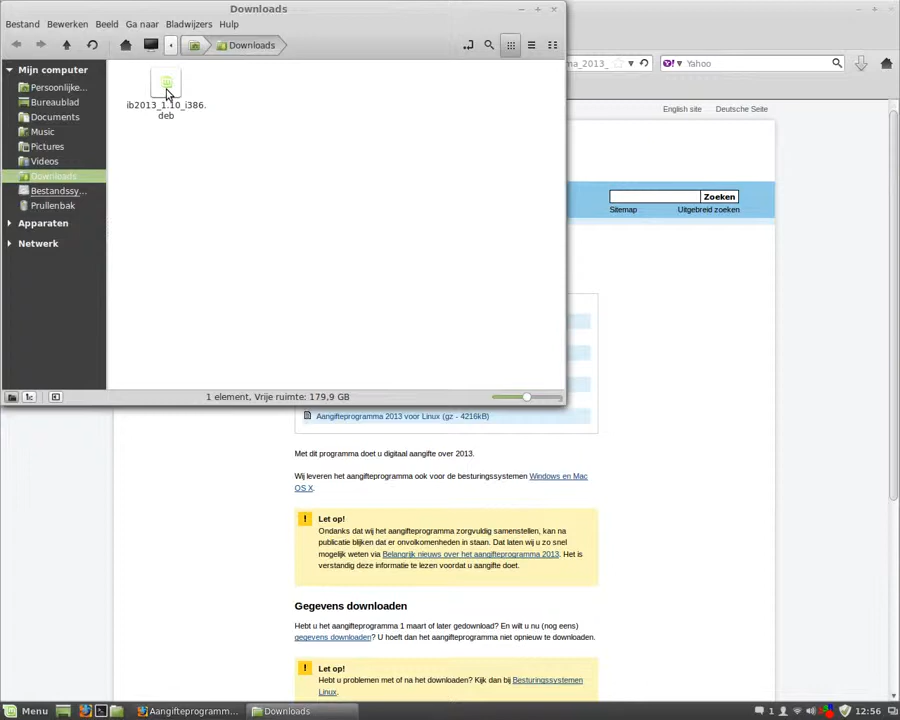 Downloads
Bestand Bewerken Beeld Ga naar Bladwijzers Hulp
Downloads
Mijn computer
Persoonlijke...
Bureaublad
Documents
Music
Pictures
Videos
Downloads
Bestandssy...
Prullenbak
Apparaten
Netwerk
ib2013_1.10_i386.
deb
1 element, Vrije ruimte: 179,9 GB
ma_2013_
Yahoo
English site Deutsche Seite
Zoeken
Sitemap Uitgebreid zoeken
Aangifteprogramma 2013 voor Linux (gz - 4216kB)
Met dit programma doet u digitaal aangifte over 2013.
Wij leveren het aangifteprogramma ook voor de besturingssystemen Windows en Mac
OS X.
! Let op!
Ondanks dat wij het aangifteprogramma zorgvuldig samenstellen, kan na
publicatie blijken dat er onvolkomenheden in staan. Dat laten wij u zo snel
mogelijk weten via Belangrijk nieuws over het aangifteprogramma 2013. Het is
verstandig deze informatie te lezen voordat u aangifte doet.
Gegevens downloaden
Hebt u het aangifteprogramma 1 maart of later gedownload? En wilt u nu (nog eens)
gegevens downloaden? U hoeft dan het aangifteprogramma niet opnieuw te downloaden.
! Let op!
Hebt u problemen met of na het downloaden? Kijk dan bij Besturingssystemen
Linux.
Menu Aangifteprogramm... Downloads 1 12:56